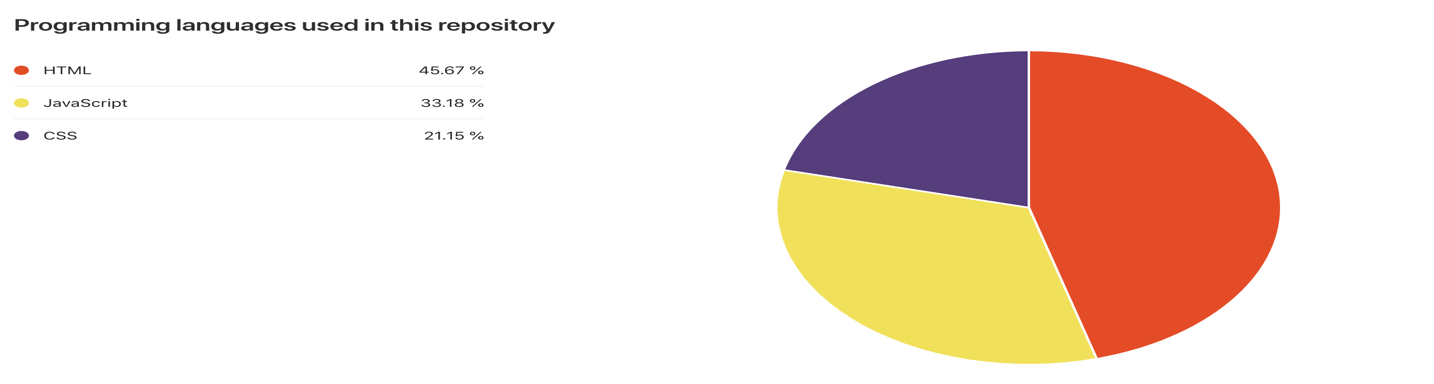 Programming languages used in this repository
HTML 45.67 %
JavaScript 33.18 %
CSS 21.15 %